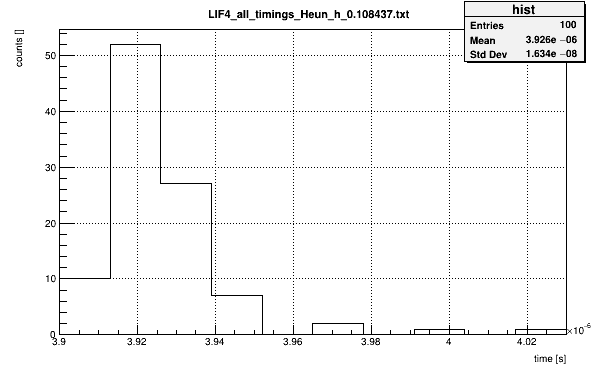 LIF4_all_timings_Heun_h_0.108437.txt
hist
Entries 100
Mean 3.926e −06
Std Dev 1.634e −08
counts []
50
40
30
20
10
0
3.9 3.92 3.94 3.96 3.98 4 4.02
×10⁻⁶
time [s]